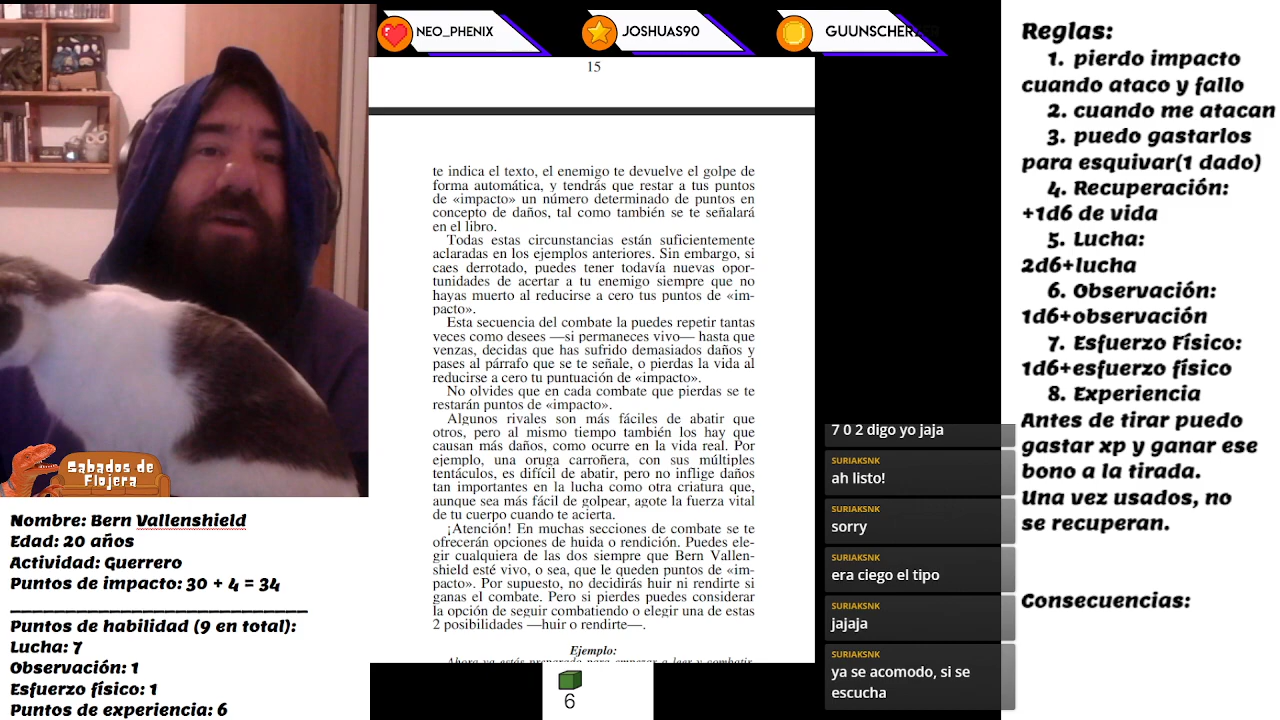 NEO_PHENIX
JOSHUAS90
GUUNSCHER
15
te indica el texto, el enemigo te devuelve el golpe de
forma automática, y tendrás que restar a tus puntos
de «impacto» un número determinado de puntos en
concepto de daños, tal como también se te señalará
en el libro.
Todas estas circunstancias están suficientemente
aclaradas en los ejemplos anteriores. Sin embargo, si
caes derrotado, puedes tener todavía nuevas opor-
tunidades de acertar a tu enemigo siempre que no
hayas muerto al reducirse a cero tus puntos de «im-
pacto».
Esta secuencia del combate la puedes repetir tantas
veces como desees —si permaneces vivo— hasta que
venzas, decidas que has sufrido demasiados daños y
pases al párrafo que se te señale, o pierdas la vida al
reducirse a cero tu puntuación de «impacto».
No olvides que en cada combate que pierdas se te
restarán puntos de «impacto».
Algunos rivales son más fáciles de abatir que
otros, pero al mismo tiempo también los hay que
causan más daños, como ocurre en la vida real. Por
ejemplo, una oruga carroñera, con sus múltiples
tentáculos, es difícil de abatir, pero no inflige daños
tan importantes en la lucha como otra criatura que,
aunque sea más fácil de golpear, agote la fuerza vital
de tu cuerpo cuando te acierta.
¡Atención! En muchas secciones de combate se te
ofrecerán opciones de huida o rendición. Puedes ele-
gir cualquiera de las dos siempre que Bern Vallen-
shield esté vivo, o sea, que le queden puntos de «im-
pacto». Por supuesto, no decidirás huir ni rendirte si
ganas el combate. Pero si pierdes puedes considerar
la opción de seguir combatiendo o elegir una de estas
2 posibilidades —huir o rendirte—.
Ejemplo:
Ahora ya estás preparado para empezar a leer y combatir
6
Sabados de
Flojera
Nombre: Bern Vallenshield
Edad: 20 años
Actividad: Guerrero
Puntos de impacto: 30 + 4 = 34
Puntos de habilidad (9 en total):
Lucha: 7
Observación: 1
Esfuerzo físico: 1
Puntos de experiencia: 6
7 0 2 digo yo jaja
SURIAKSNK
ah listo!
SURIAKSNK
sorry
SURIAKSNK
era ciego el tipo
SURIAKSNK
jajaja
SURIAKSNK
ya se acomodo, si se
escucha
Reglas:
1. pierdo impacto
cuando ataco y fallo
2. cuando me atacan
3. puedo gastarlos
para esquivar(1 dado)
4. Recuperación:
+1d6 de vida
5. Lucha:
2d6+lucha
6. Observación:
1d6+observación
7. Esfuerzo Físico:
1d6+esfuerzo físico
8. Experiencia
Antes de tirar puedo
gastar xp y ganar ese
bono a la tirada.
Una vez usados, no
se recuperan.
Consecuencias: